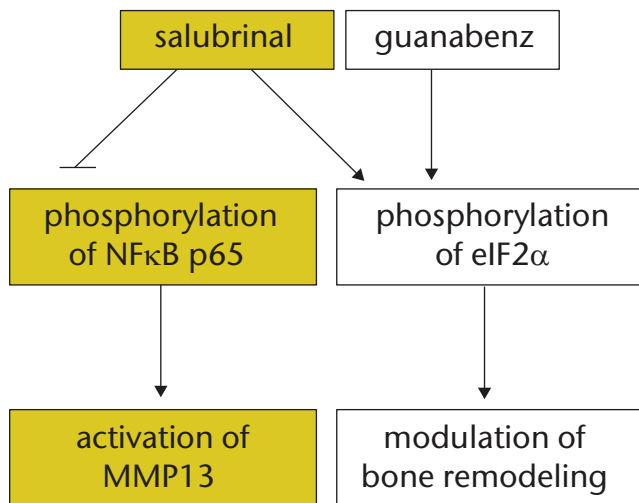 salubrinal
guanabenz
phosphorylation
of NFκB p65
phosphorylation
of eIF2α
activation of
MMP13
modulation of
bone remodeling